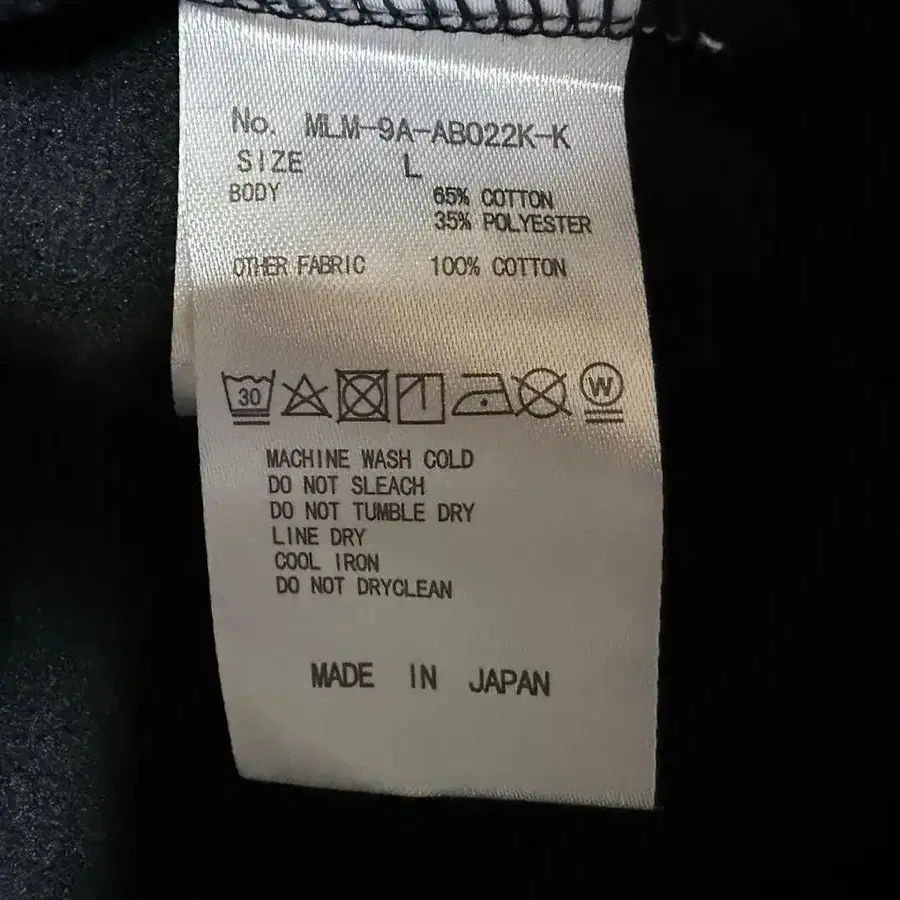 No. MLM-9A-AB022K-K
SIZE L
BODY 65% COTTON
35% POLYESTER
OTHER FABRIC 100% COTTON
30 W
MACHINE WASH COLD
DO NOT SLEACH
DO NOT TUMBLE DRY
LINE DRY
COOL IRON
DO NOT DRYCLEAN
MADE IN JAPAN